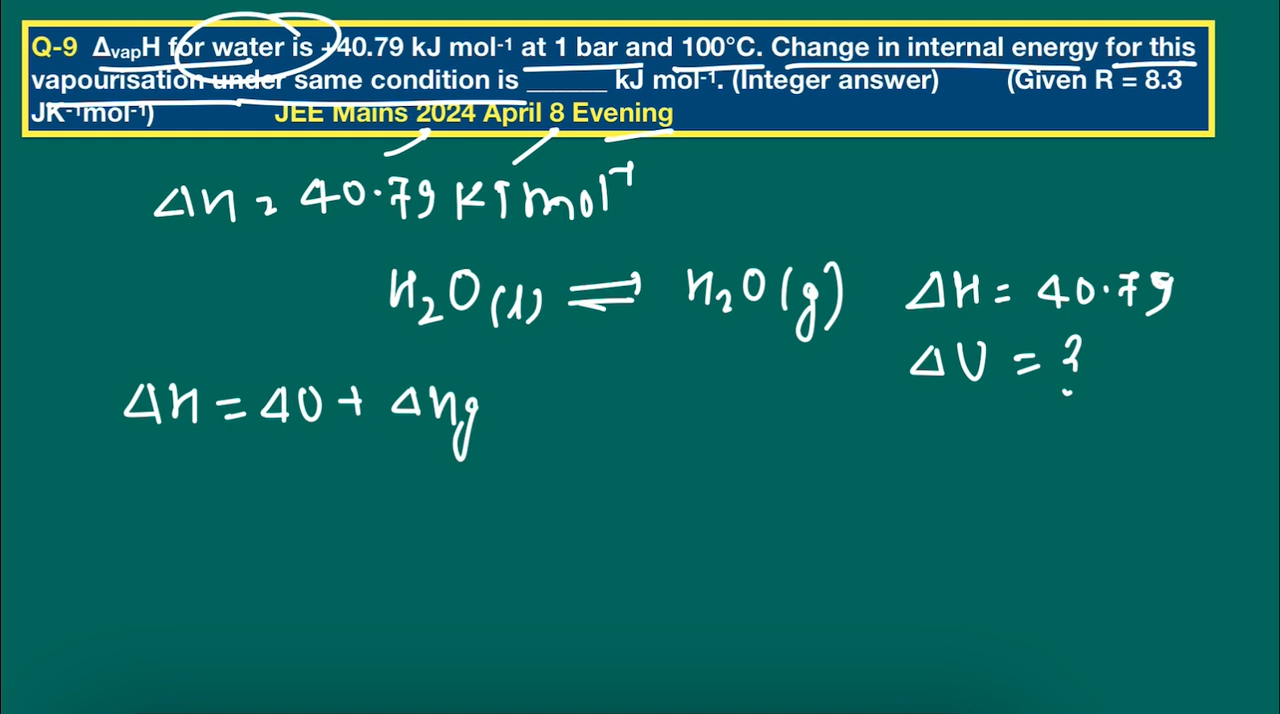 Q-9 ΔvapH for water is +40.79 kJ mol-1 at 1 bar and 100°C. Change in internal energy for this
vapourisation under same condition is _____ kJ mol-1. (Integer answer) (Given R = 8.3
JK-1mol-1) JEE Mains 2024 April 8 Evening
ΔH = 40.79 KJ mol-1
H2O(l) ⇌ H2O(g) ΔH = 40.79
ΔU = ?
ΔH = ΔU + Δng